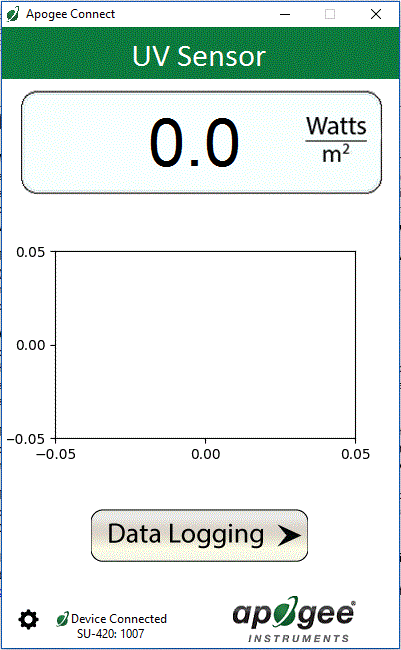 Apogee Connect
UV Sensor
0.0
Watts
m²
0.05
0.00
−0.05
−0.05 0.00 0.05
Data Logging
Device Connected
SU-420: 1007
apogee®
INSTRUMENTS